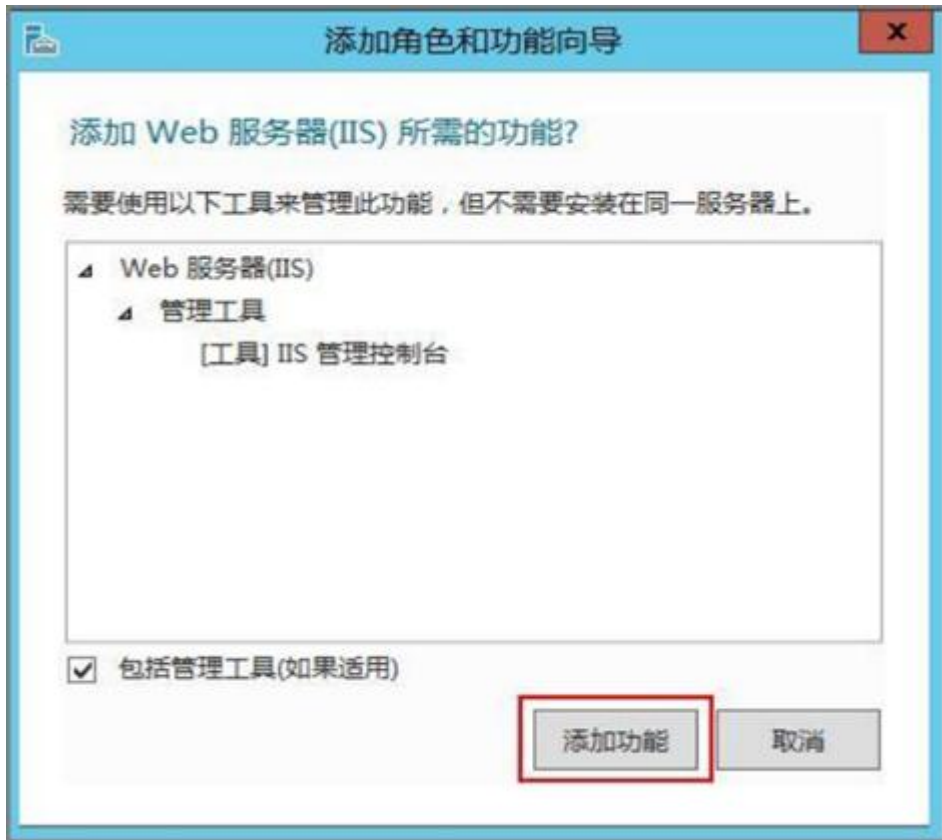 添加角色和功能向导
添加 Web 服务器(IIS) 所需的功能?
需要使用以下工具来管理此功能，但不需要安装在同一服务器上。
Web 服务器(IIS)
管理工具
[工具] IIS 管理控制台
包括管理工具(如果适用)
添加功能 取消